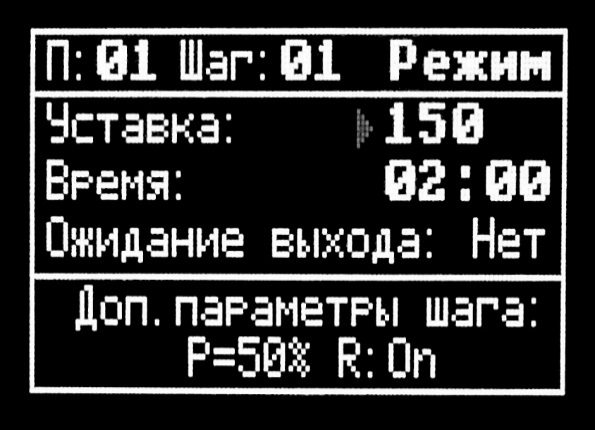 П: 01 Шаг: 01 Режим
Уставка: 150
Время: 02:00
Ожидание выхода: Нет
Доп. параметры шага:
P=50% R: On